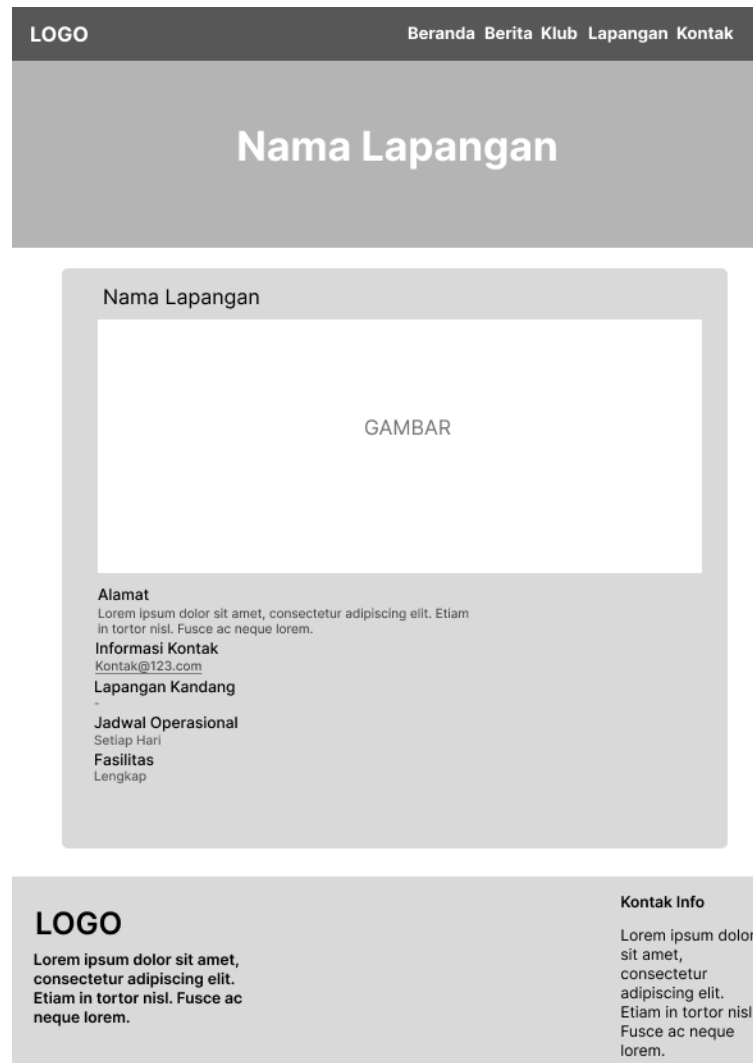 LOGO
Beranda Berita Klub Lapangan Kontak
Nama Lapangan
Nama Lapangan
GAMBAR
Alamat
Lorem ipsum dolor sit amet, consectetur adipiscing elit. Etiam
in tortor nisl. Fusce ac neque lorem.
Informasi Kontak
Kontak@123.com
Lapangan Kandang
-
Jadwal Operasional
Setiap Hari
Fasilitas
Lengkap
LOGO
Lorem ipsum dolor sit amet,
consectetur adipiscing elit.
Etiam in tortor nisl. Fusce ac
neque lorem.
Kontak Info
Lorem ipsum dolor
sit amet,
consectetur
adipiscing elit.
Etiam in tortor nisl
Fusce ac neque
lorem.